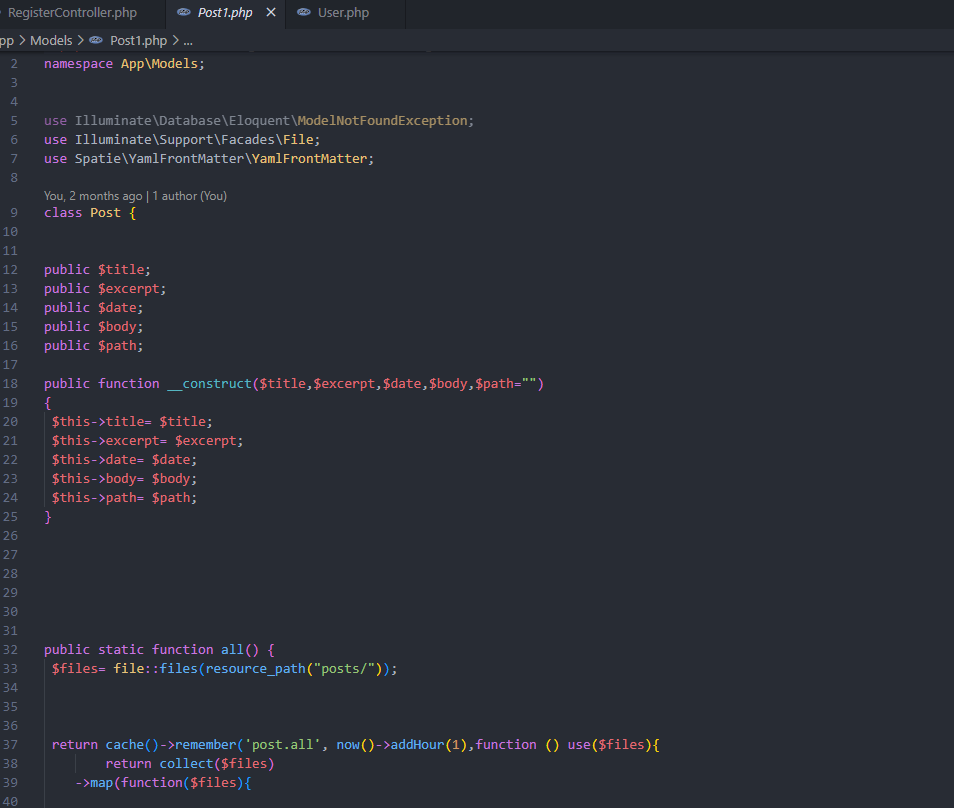 RegisterController.php Post1.php User.php
pp > Models > Post1.php > ...
2 namespace App\Models;
3
4
5 use Illuminate\Database\Eloquent\ModelNotFoundException;
6 use Illuminate\Support\Facades\File;
7 use Spatie\YamlFrontMatter\YamlFrontMatter;
8
You, 2 months ago | 1 author (You)
9 class Post {
10
11
12 public $title;
13 public $excerpt;
14 public $date;
15 public $body;
16 public $path;
17
18 public function __construct($title,$excerpt,$date,$body,$path="")
19 {
20 $this->title= $title;
21 $this->excerpt= $excerpt;
22 $this->date= $date;
23 $this->body= $body;
24 $this->path= $path;
25 }
26
27
28
29
30
31
32 public static function all() {
33 $files= file::files(resource_path("posts/"));
34
35
36
37 return cache()->remember('post.all', now()->addHour(1),function () use($files){
38 return collect($files)
39 ->map(function($files){
40